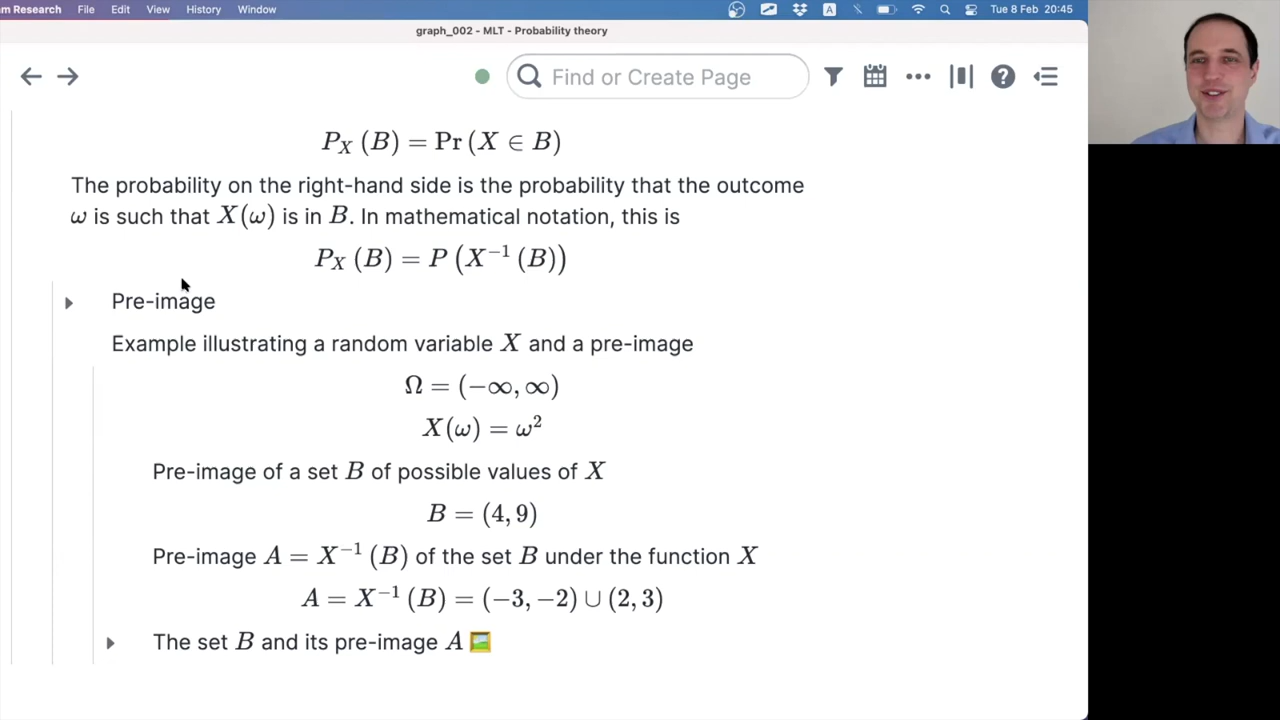 am Research File Edit View History Window A Tue 8 Feb 20:45
graph_002 - MLT - Probability theory
Find or Create Page
P_X (B) = Pr (X ∈ B)
The probability on the right-hand side is the probability that the outcome
ω is such that X(ω) is in B. In mathematical notation, this is
P_X (B) = P (X⁻¹ (B))
Pre-image
Example illustrating a random variable X and a pre-image
Ω = (−∞, ∞)
X(ω) = ω²
Pre-image of a set B of possible values of X
B = (4, 9)
Pre-image A = X⁻¹ (B) of the set B under the function X
A = X⁻¹ (B) = (−3, −2) ∪ (2, 3)
The set B and its pre-image A